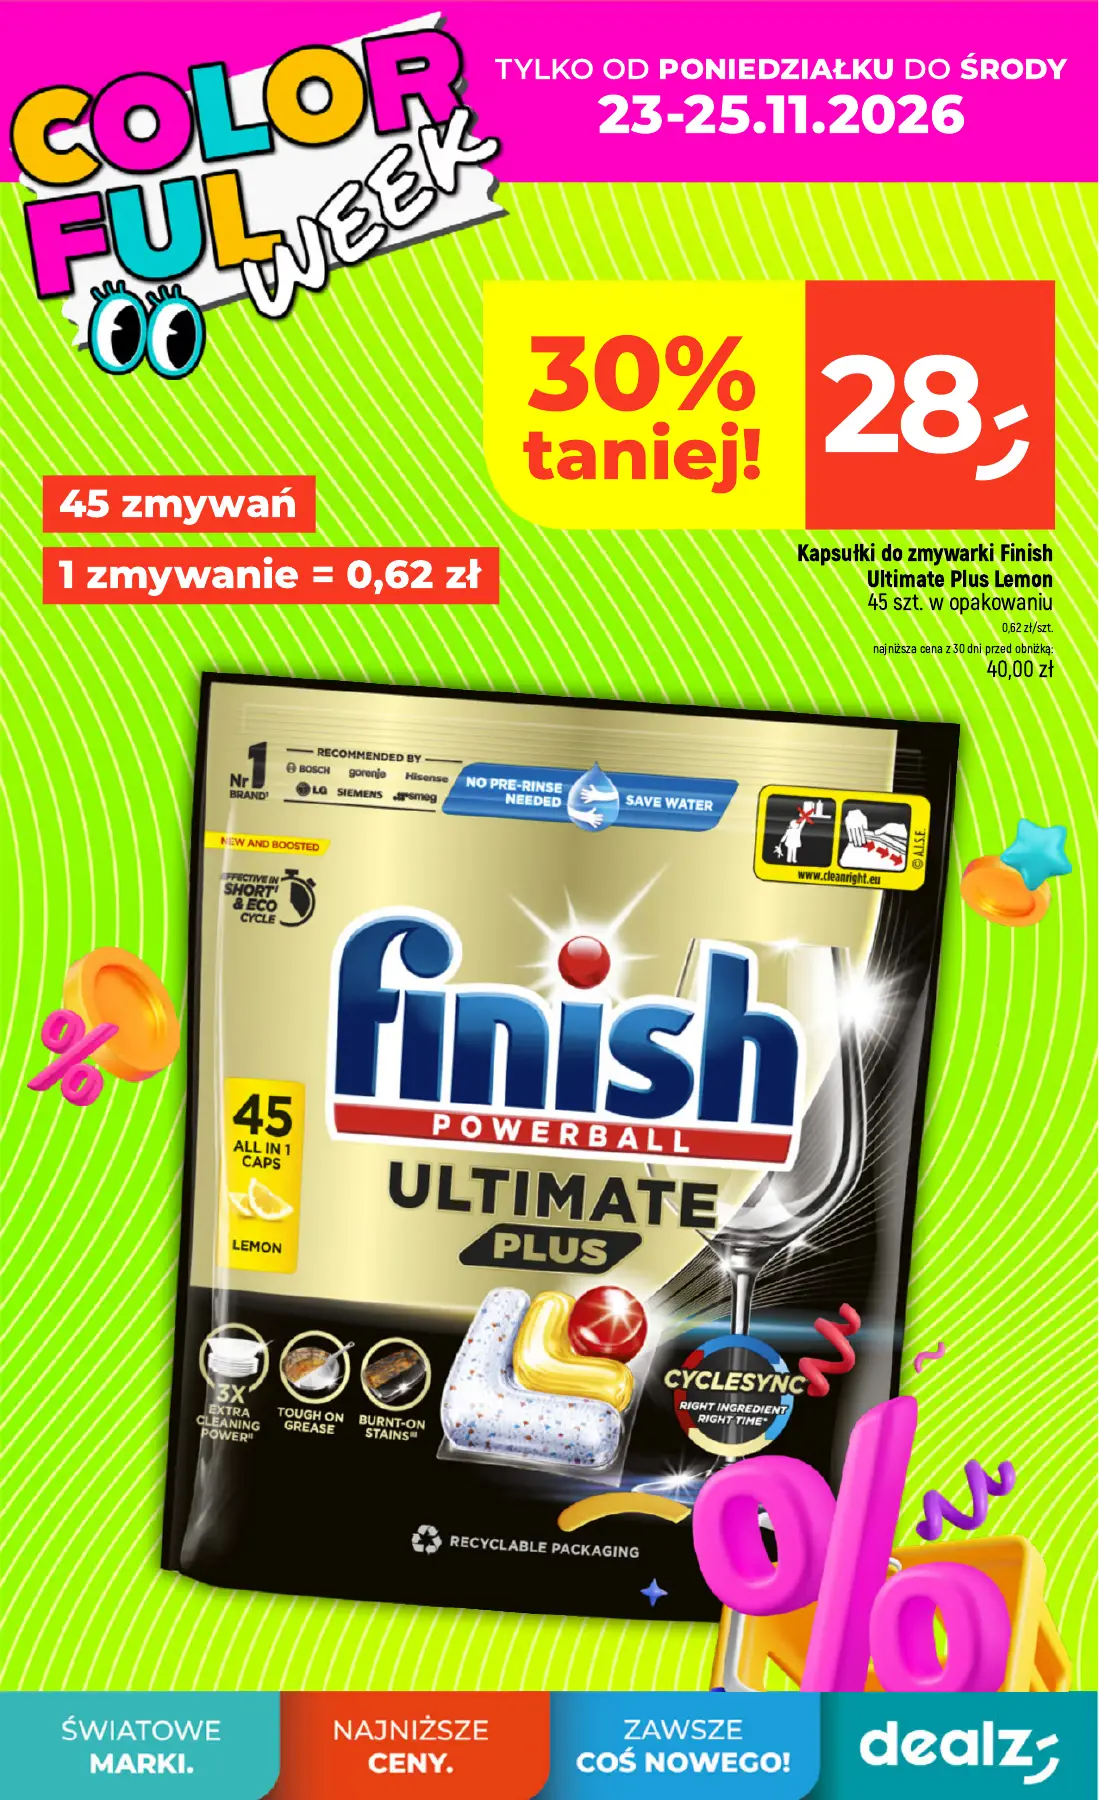 COLOR
FUL
WEEK
TYLKO OD PONIEDZIAŁKU DO ŚRODY
23-25.11.2026
30%
taniej!
28,-
45 zmywań
1 zmywanie = 0,62 zł
Kapsułki do zmywarki Finish
Ultimate Plus Lemon
45 szt. w opakowaniu
0,62 zł/szt.
najniższa cena z 30 dni przed obniżką:
40,00 zł
Nr 1
BRAND¹
RECOMMENDED BY
BOSCH gorenje Hisense
LG SIEMENS smeg
NO PRE-RINSE
NEEDED
SAVE WATER
www.cleanright.eu
© A.I.S.E.
NEW AND BOOSTED
EFFECTIVE IN
SHORT'
& ECO
CYCLE
finish
POWERBALL
ULTIMATE
PLUS
45
ALL IN 1
CAPS
LEMON
3X
EXTRA
CLEANING
POWER"
TOUGH ON
GREASE
BURNT-ON
STAINS'''
CYCLESYNC
RIGHT INGREDIENT
RIGHT TIME*
RECYCLABLE PACKAGING
ŚWIATOWE
MARKI.
NAJNIŻSZE
CENY.
ZAWSZE
COŚ NOWEGO!
dealz